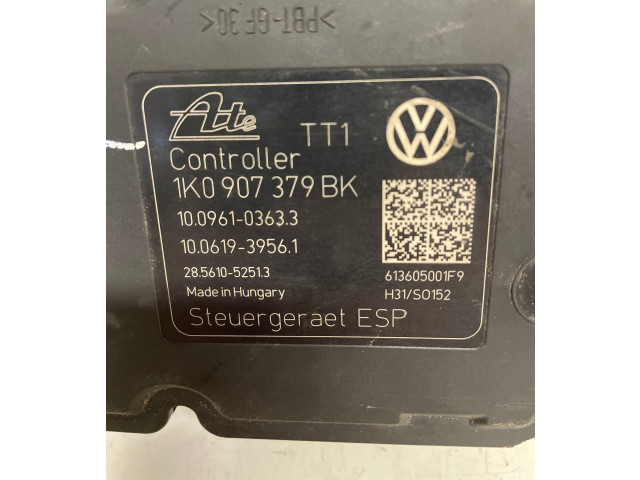 >PBT-GF30<
Ate TT1
Controller
1K0 907 379 BK
10.0961-0363.3
10.0619-3956.1
28.5610-5251.3
613605001F9
Made in Hungary
H31/SO152
Steuergeraet ESP